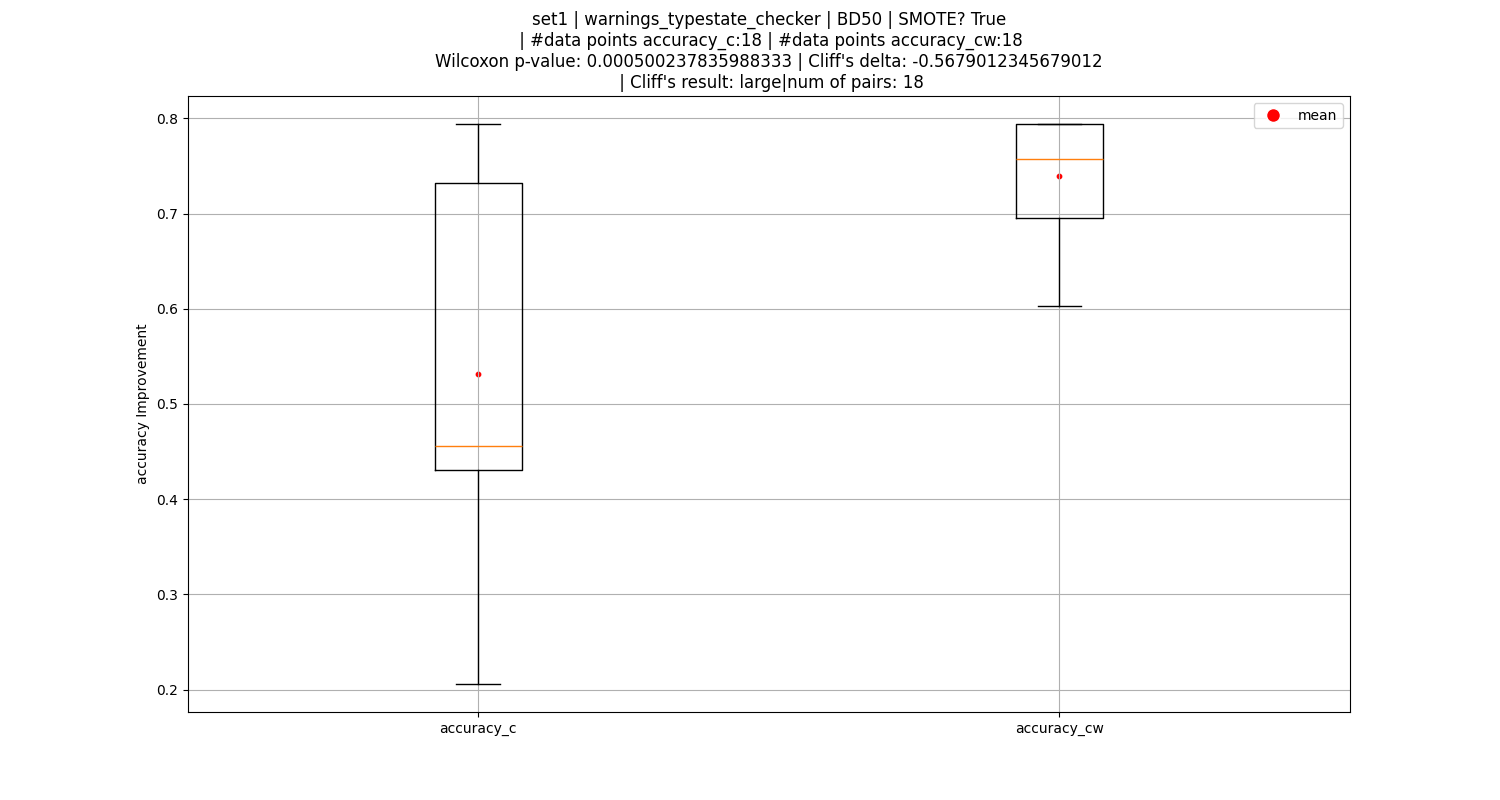 set1 | warnings_typestate_checker | BD50 | SMOTE? True
| #data points accuracy_c:18 | #data points accuracy_cw:18
Wilcoxon p-value: 0.000500237835988333 | Cliff's delta: -0.5679012345679012
| Cliff's result: large|num of pairs: 18
mean
0.8
0.7
0.6
0.5
0.4
0.3
0.2
accuracy Improvement
accuracy_c
accuracy_cw